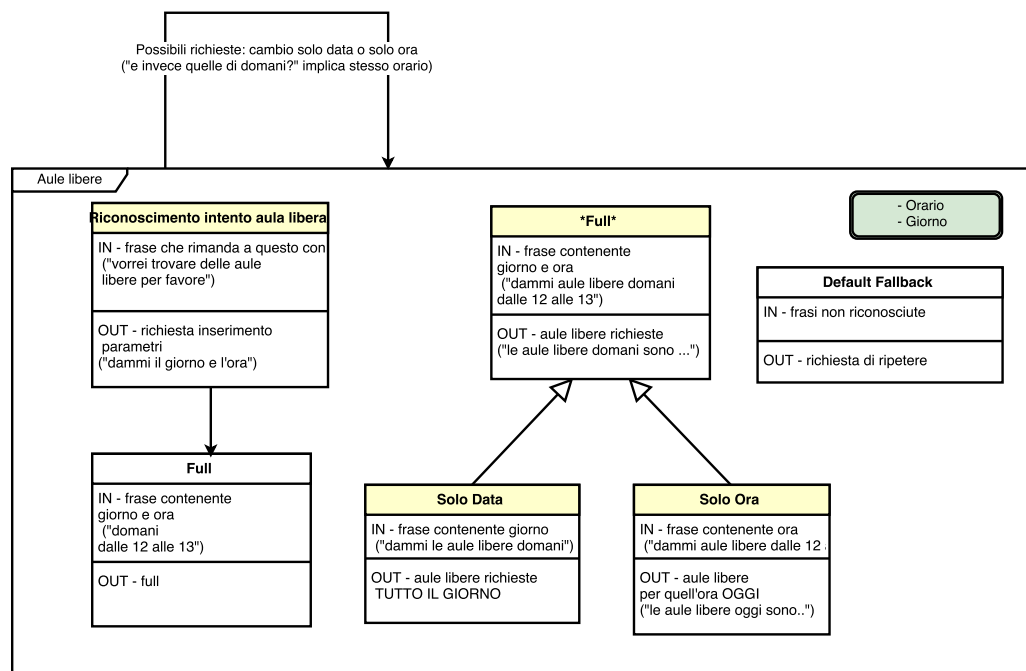 Possibili richieste: cambio solo data o solo ora
("e invece quelle di domani?" implica stesso orario)
Aule libere
Riconoscimento intento aula libera
IN - frase che rimanda a questo con
("vorrei trovare delle aule
libere per favore")
OUT - richiesta inserimento
parametri
("dammi il giorno e l'ora")
*Full*
IN - frase contenente
giorno e ora
("dammi aule libere domani
dalle 12 alle 13")
OUT - aule libere richieste
("le aule libere domani sono ...")
- Orario
- Giorno
Default Fallback
IN - frasi non riconosciute
OUT - richiesta di ripetere
Full
IN - frase contenente
giorno e ora
("domani
dalle 12 alle 13")
OUT - full
Solo Data
IN - frase contenente giorno
("dammi le aule libere domani")
OUT - aule libere richieste
TUTTO IL GIORNO
Solo Ora
IN - frase contenente ora
("dammi aule libere dalle 12
OUT - aule libere
per quell'ora OGGI
("le aule libere oggi sono..")